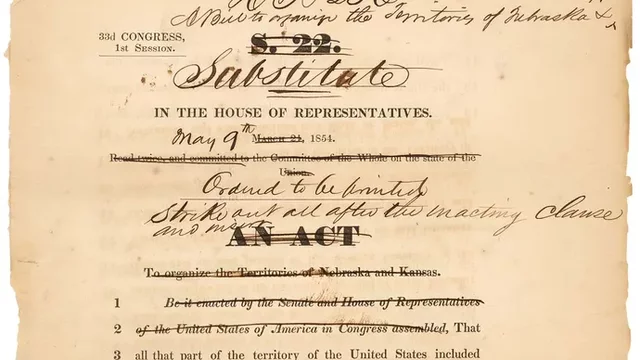 A Bill to organize the Territories of Nebraska &
33d CONGRESS,
1st Session.
S. 22.
Substitute
IN THE HOUSE OF REPRESENTATIVES.
May 9th March 21, 1854.
Read twice, and committed to the Committee of the Whole on the state of the
Union.
Ordered to be printed
Strike out all after the enacting clause
and insert
AN ACT
To organize the Territories of Nebraska and Kansas.
1 Be it enacted by the Senate and House of Representatives
2 of the United States of America in Congress assembled, That
3 all that part of the territory of the United States included